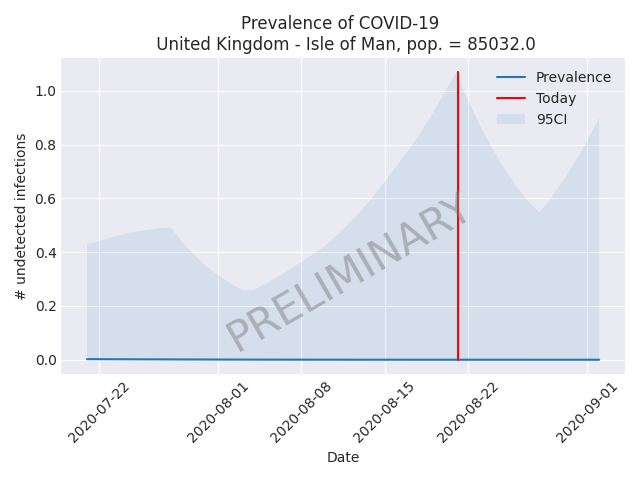 Prevalence of COVID-19
United Kingdom - Isle of Man, pop. = 85032.0
Prevalence
Today
95CI
1.0
0.8
0.6
0.4
0.2
0.0
# undetected infections
PRELIMINARY
2020-07-22
2020-08-01
2020-08-08
2020-08-15
2020-08-22
2020-09-01
Date